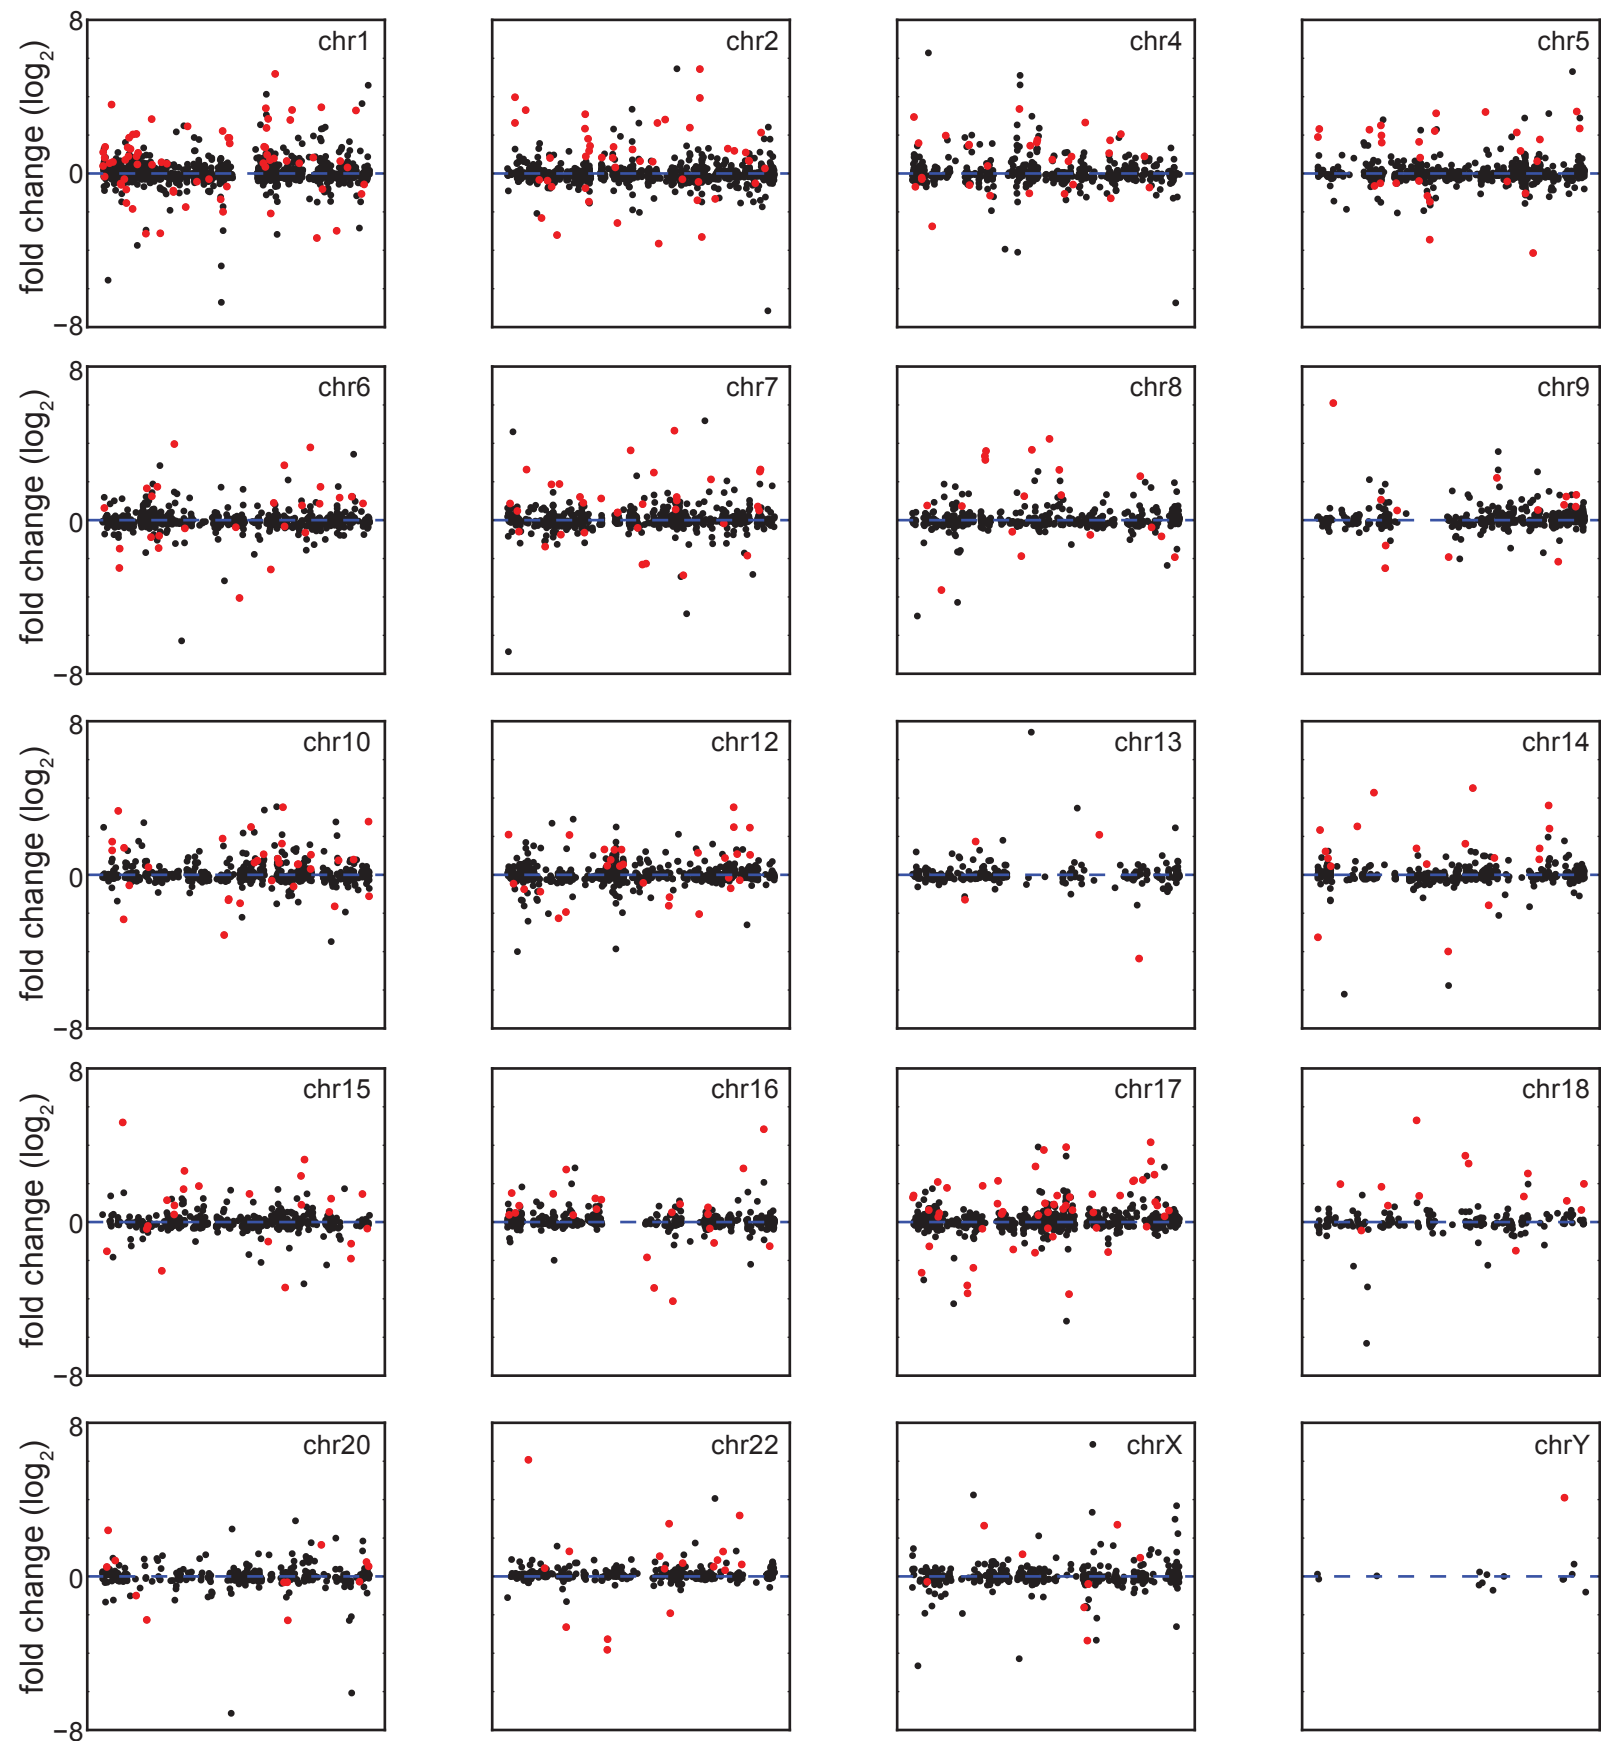 8
chr1
chr2
chr4
chr5
fold change (log2)
0
−8
8
chr6
chr7
chr8
chr9
fold change (log2)
0
−8
8
chr10
chr12
chr13
chr14
fold change (log2)
0
−8
8
chr15
chr16
chr17
chr18
fold change (log2)
0
−8
8
chr20
chr22
chrX
chrY
fold change (log2)
0
−8